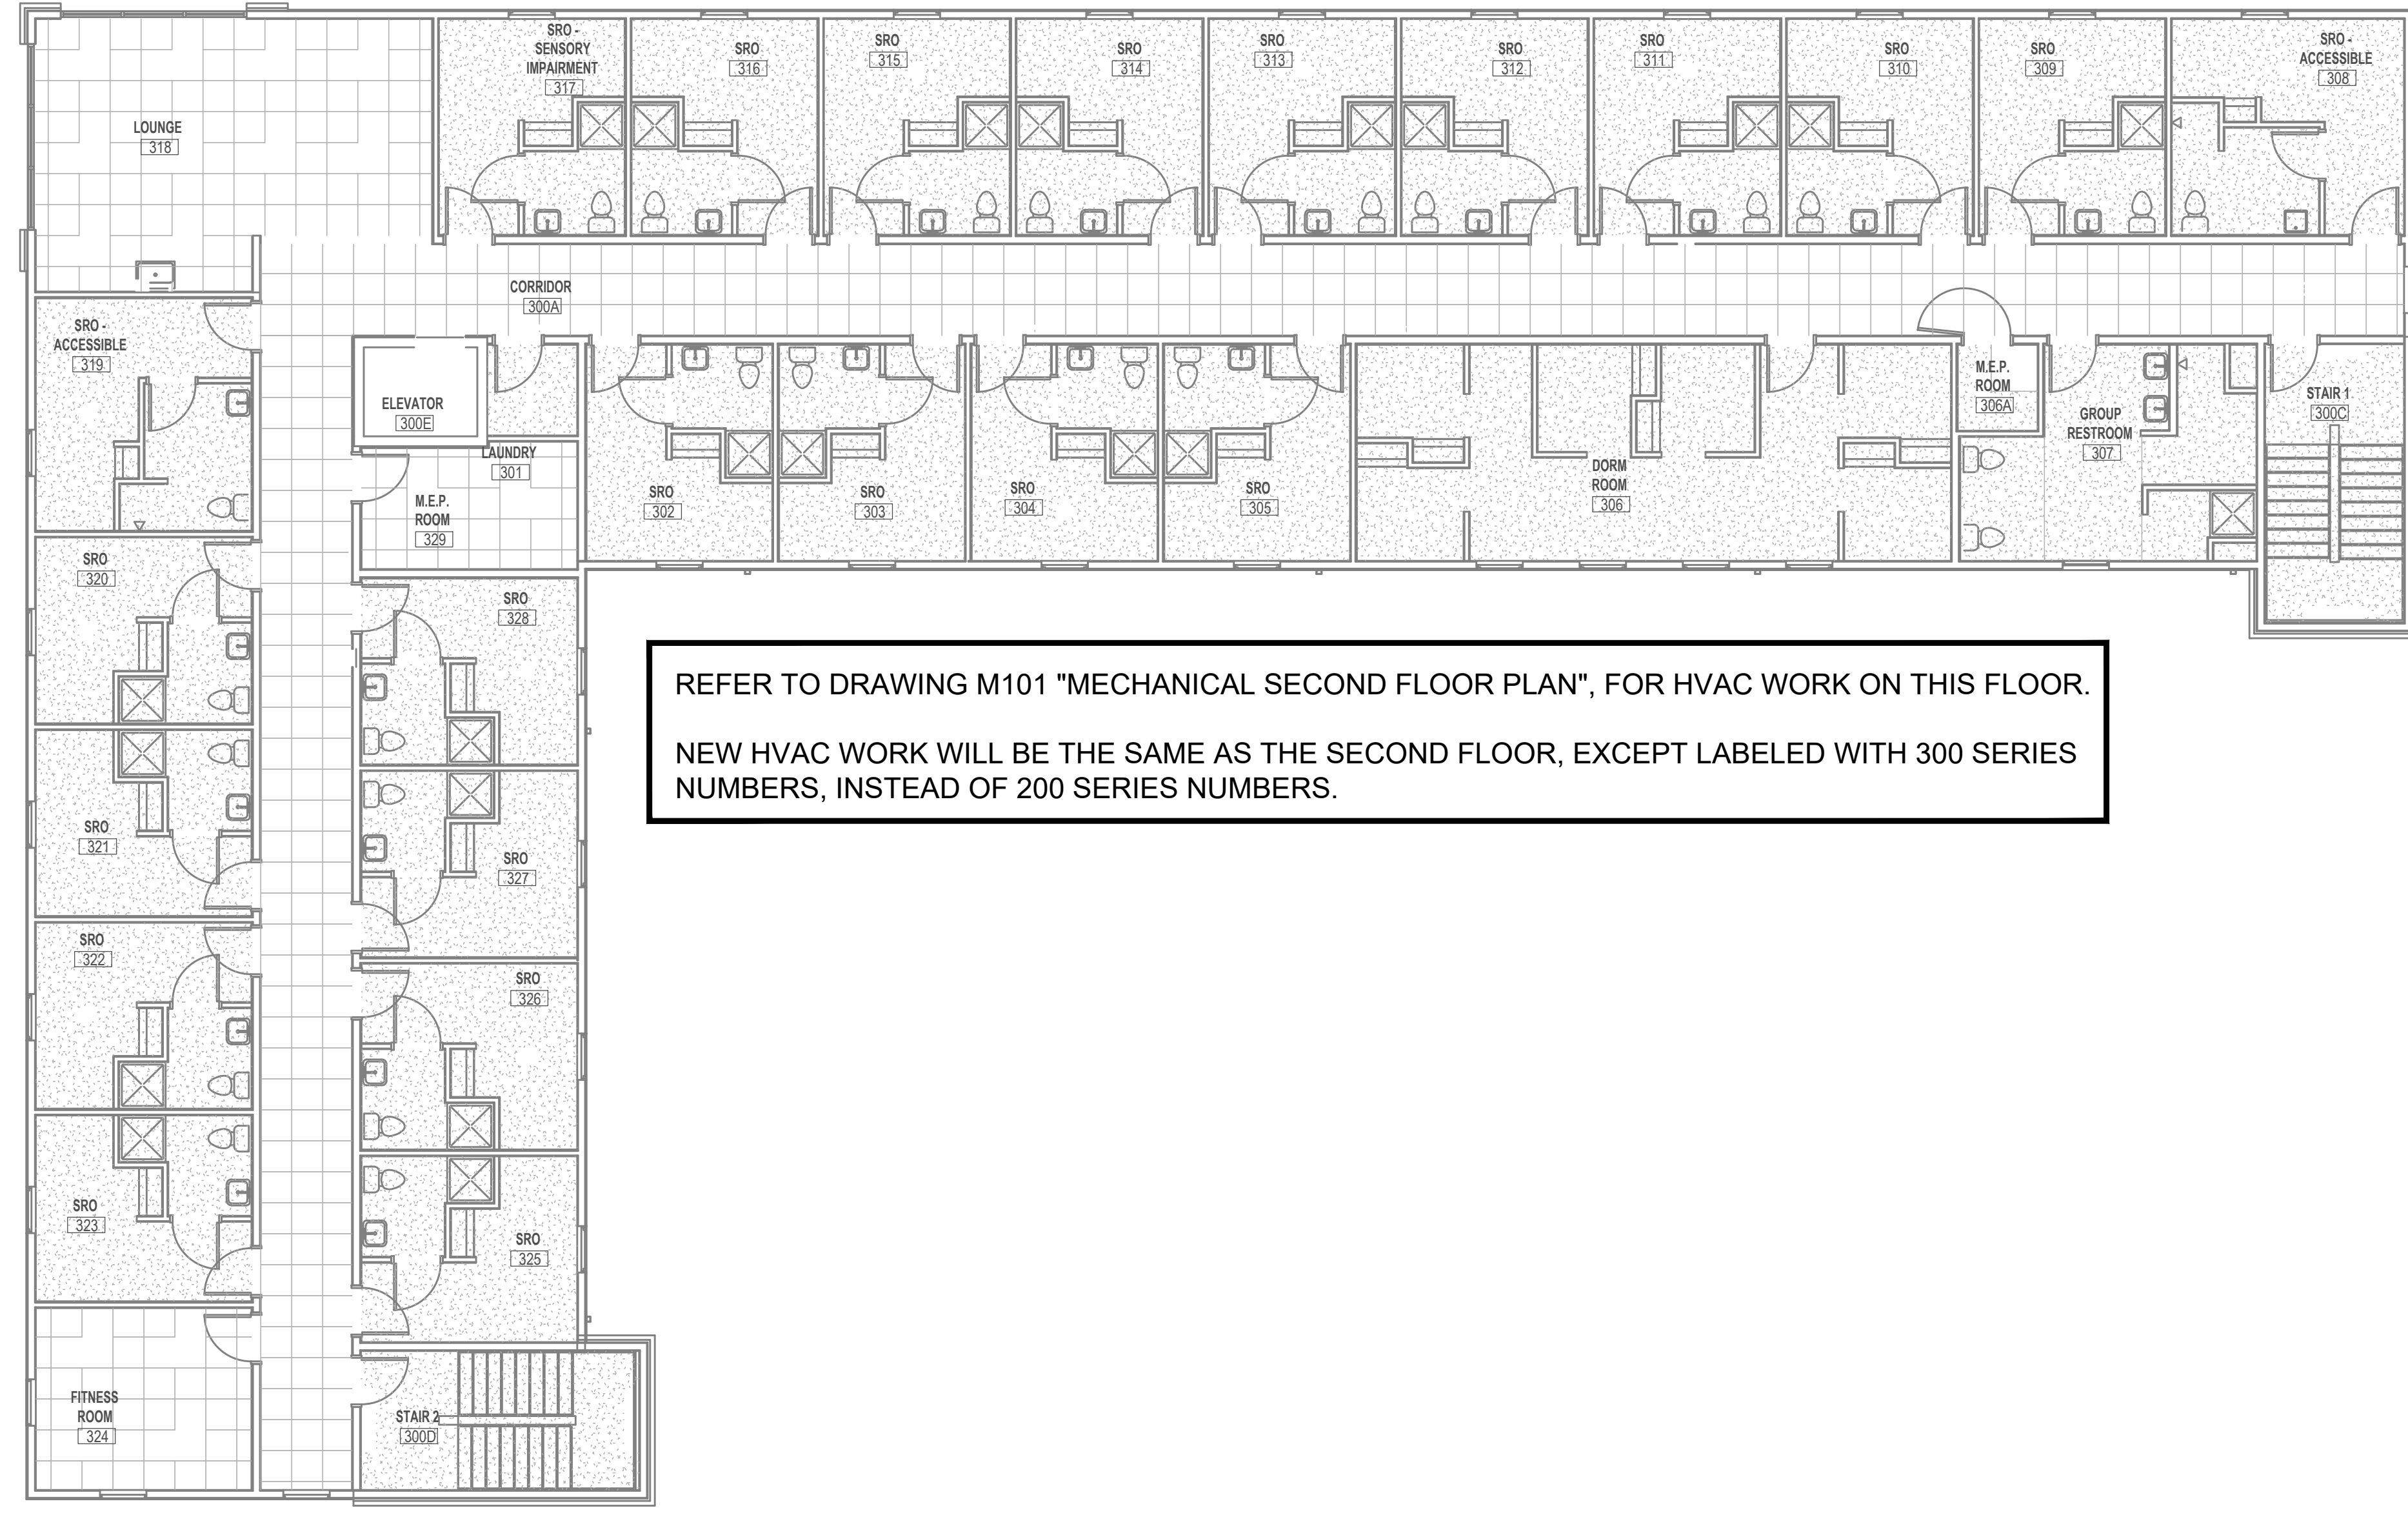 SRO -
SENSORY
IMPAIRMENT
317
SRO
316
SRO
315
SRO
314
SRO
313
SRO
312
SRO
311
SRO
310
SRO
309
SRO -
ACCESSIBLE
308
LOUNGE
318
CORRIDOR
300A
SRO -
ACCESSIBLE
319
ELEVATOR
300E
LAUNDRY
301
M.E.P.
ROOM
329
SRO
302
SRO
303
SRO
304
SRO
305
DORM
ROOM
306
M.E.P.
ROOM
306A
GROUP
RESTROOM
307
STAIR 1
300C
SRO
320
SRO
328
REFER TO DRAWING M101 "MECHANICAL SECOND FLOOR PLAN", FOR HVAC WORK ON THIS FLOOR.
NEW HVAC WORK WILL BE THE SAME AS THE SECOND FLOOR, EXCEPT LABELED WITH 300 SERIES
NUMBERS, INSTEAD OF 200 SERIES NUMBERS.
SRO
321
SRO
327
SRO
322
SRO
326
SRO
323
SRO
325
FITNESS
ROOM
324
STAIR 2
300D